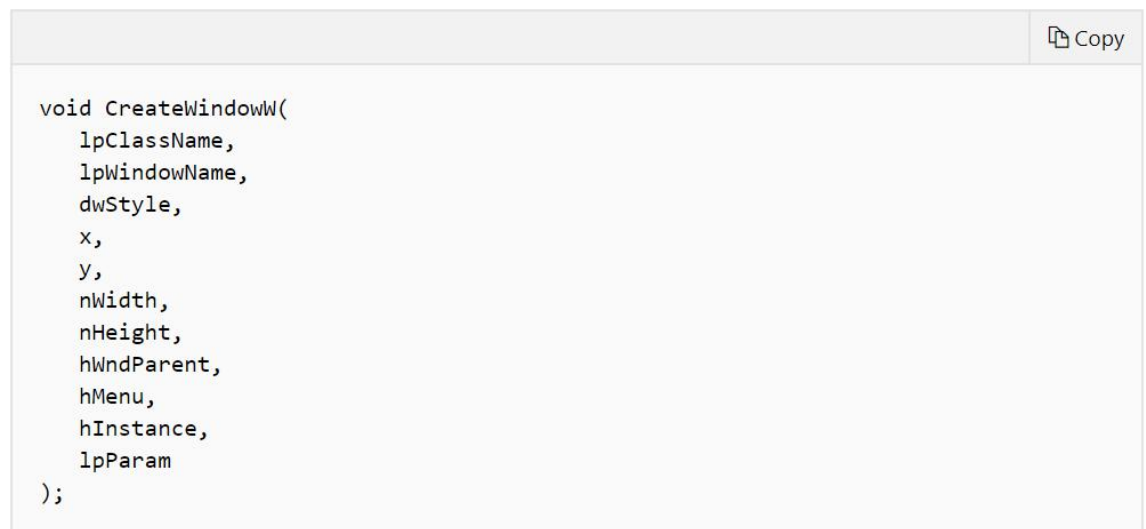 Copy
void CreateWindowW(
lpClassName,
lpWindowName,
dwStyle,
x,
y,
nWidth,
nHeight,
hWndParent,
hMenu,
hInstance,
lpParam
);